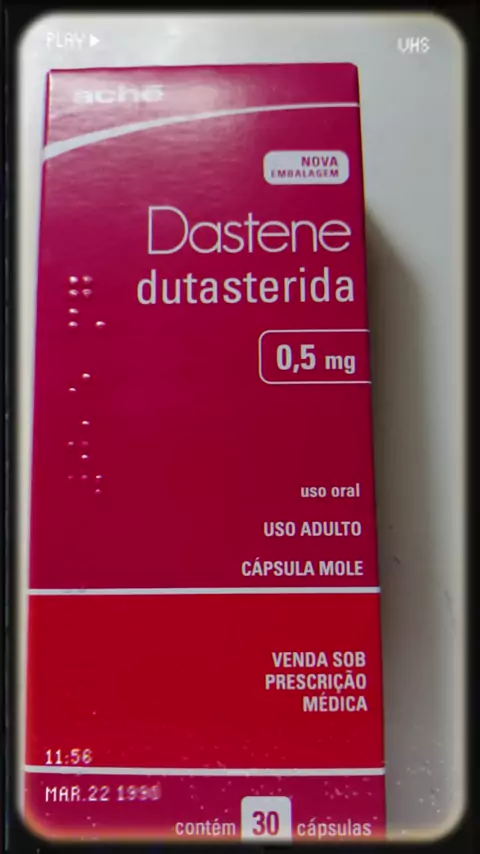 PLAY
VHS
aché
NOVA
EMBALAGEM
Dastene
dutasterida
0,5 mg
uso oral
USO ADULTO
CÁPSULA MOLE
VENDA SOB
PRESCRIÇÃO
MÉDICA
11:56
MAR.22
contém 30 cápsulas